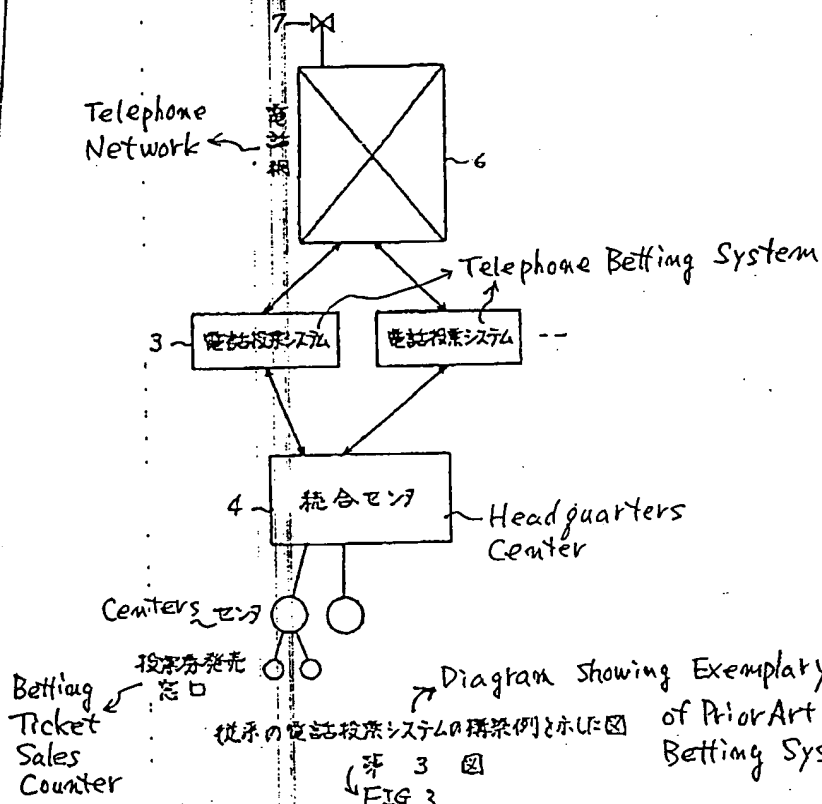 7
Telephone
Network
電話網
6
Telephone Betting System
3
電話投票システム
電話投票システム
--
4
統合センタ
Headquarters
Center
Centers
センタ
投票券発売
窓口
Betting
Ticket
Sales
Counter
Diagram Showing Exemplary
of Prior Art
Betting Sys
従来の電話投票システムの構築例を示した図
第 3 図
FIG 3